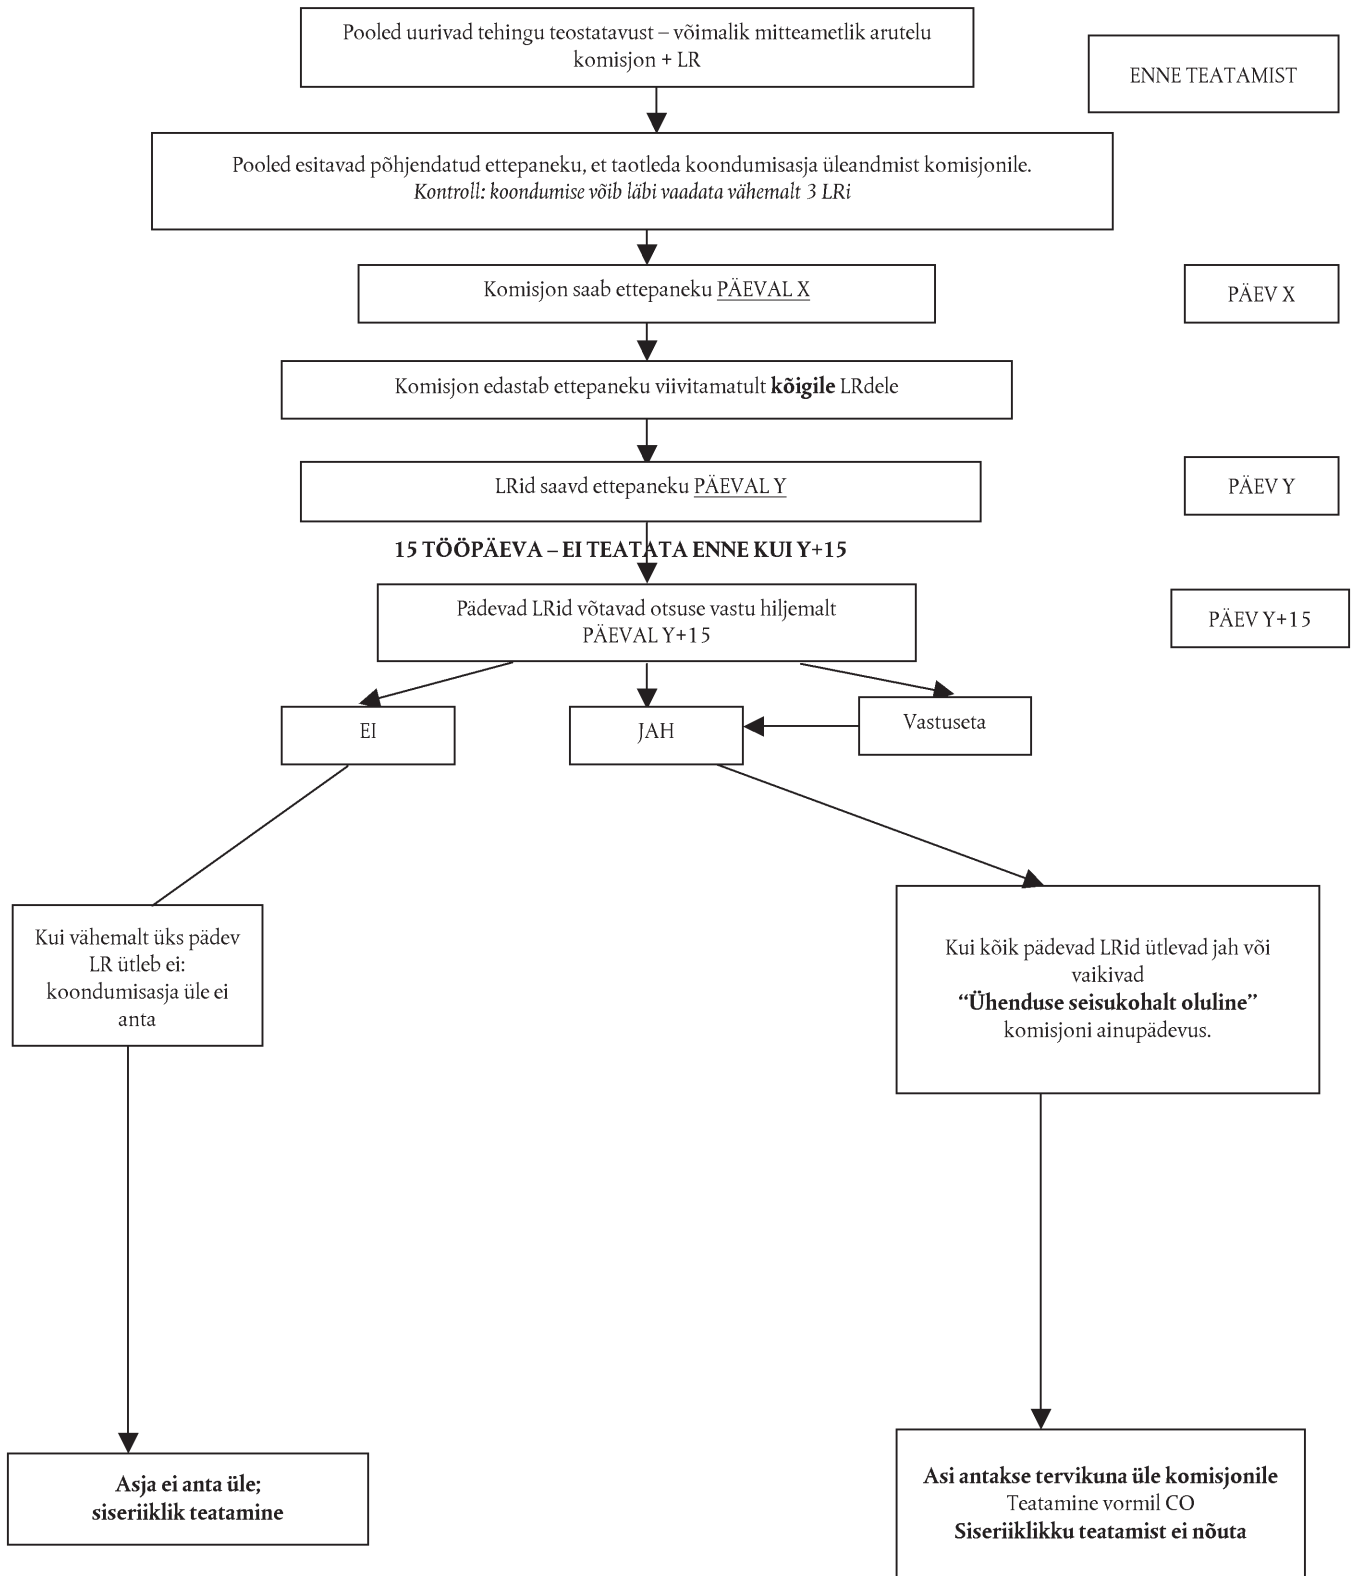 Pooled uurivad tehingu teostatavust – võimalik mitteametlik arutelu
komisjon + LR
ENNE TEATAMIST
Pooled esitavad põhjendatud ettepaneku, et taotleda koondumisasja üleandmist komisjonile.
Kontroll: koondumise võib läbi vaadata vähemalt 3 LRi
Komisjon saab ettepaneku PÄEVAL X
PÄEV X
Komisjon edastab ettepaneku viivitamatult kõigile LRdele
LRid saavd ettepaneku PÄEVAL Y
PÄEV Y
15 TÖÖPÄEVA – EI TEATATA ENNE KUI Y+15
Pädevad LRid võtavad otsuse vastu hiljemalt
PÄEVAL Y+15
PÄEV Y+15
EI
JAH
Vastuseta
Kui vähemalt üks pädev
LR ütleb ei:
koondumisasja üle ei
anta
Kui kõik pädevad LRid ütlevad jah või
vaikivad
“Ühenduse seisukohalt oluline”
komisjoni ainupädevus.
Asja ei anta üle;
siseriiklik teatamine
Asi antakse tervikuna üle komisjonile
Teatamine vormil CO
Siseriiklikku teatamist ei nõuta